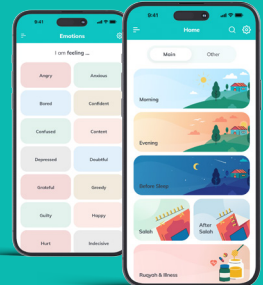 9:41
Emotions
I am feeling ...
Angry
Anxious
Bored
Confident
Confused
Content
Depressed
Doubtful
Grateful
Greedy
Guilty
Happy
Hurt
Indecisive
9:41
Home
Main
Other
Morning
Evening
Before Sleep
Salah
After
Salah
Ruqyah & Illness